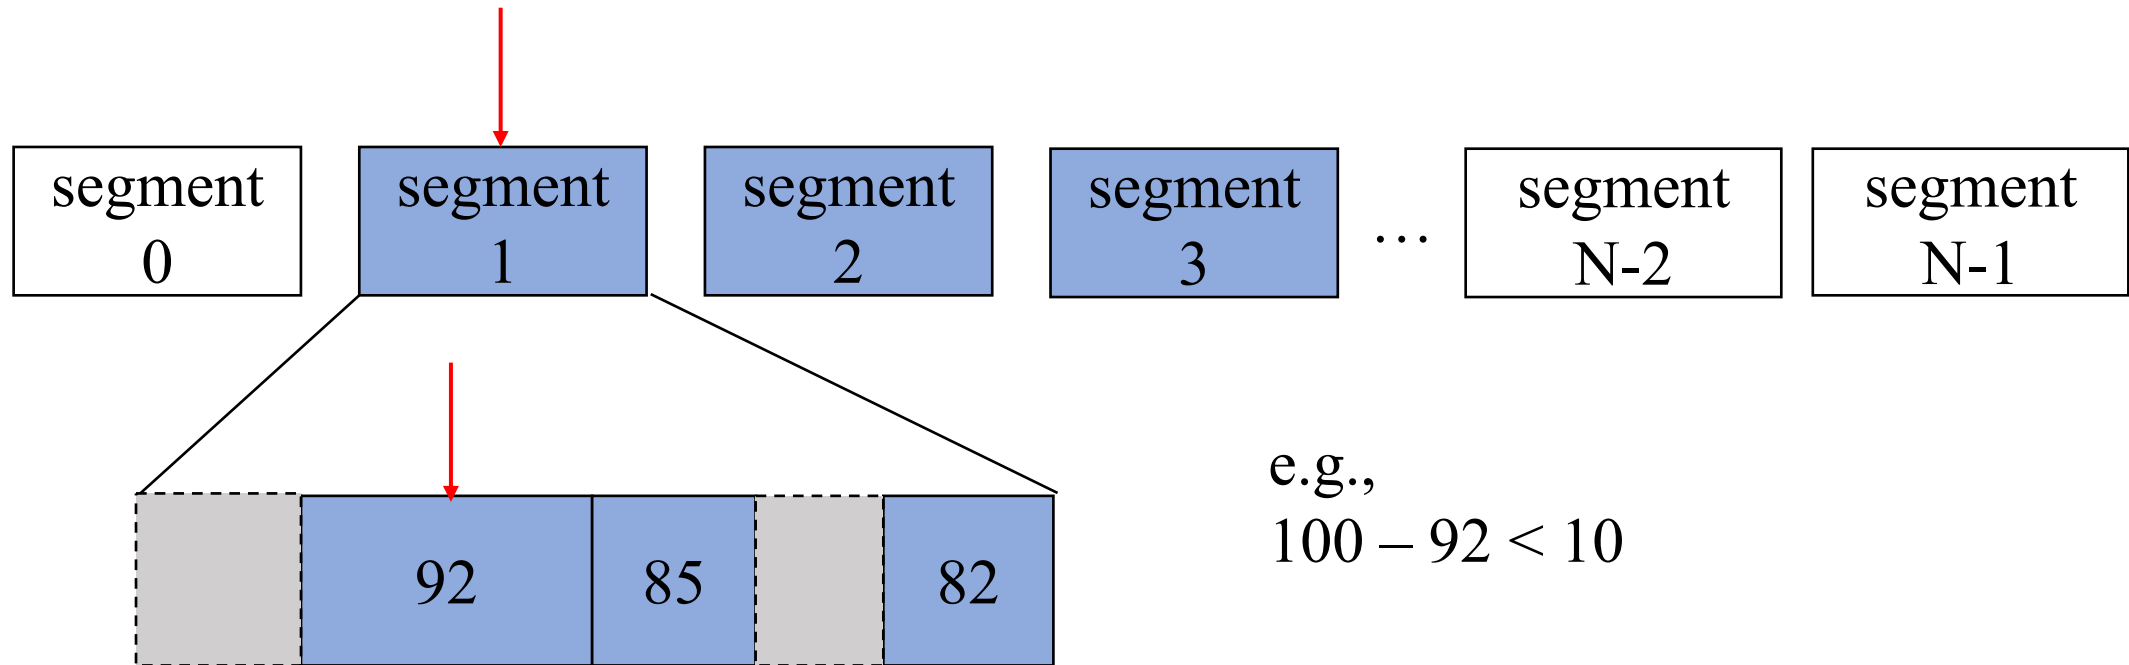 segment
0
segment
1
segment
2
segment
3
…
segment
N-2
segment
N-1
92
85
82
e.g.,
100 – 92 < 10